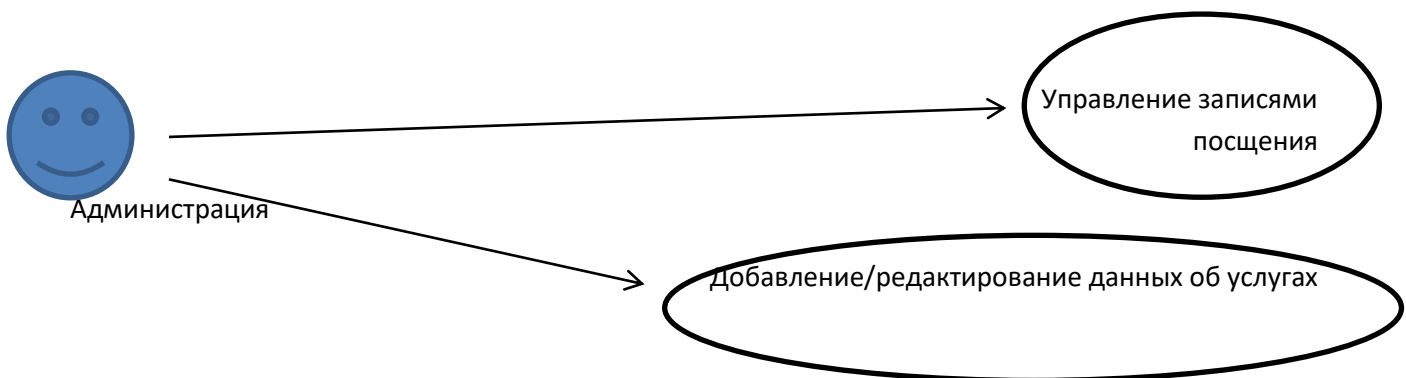 Управление записями
посщения
Администрация
Добавление/редактирование данных об услугах